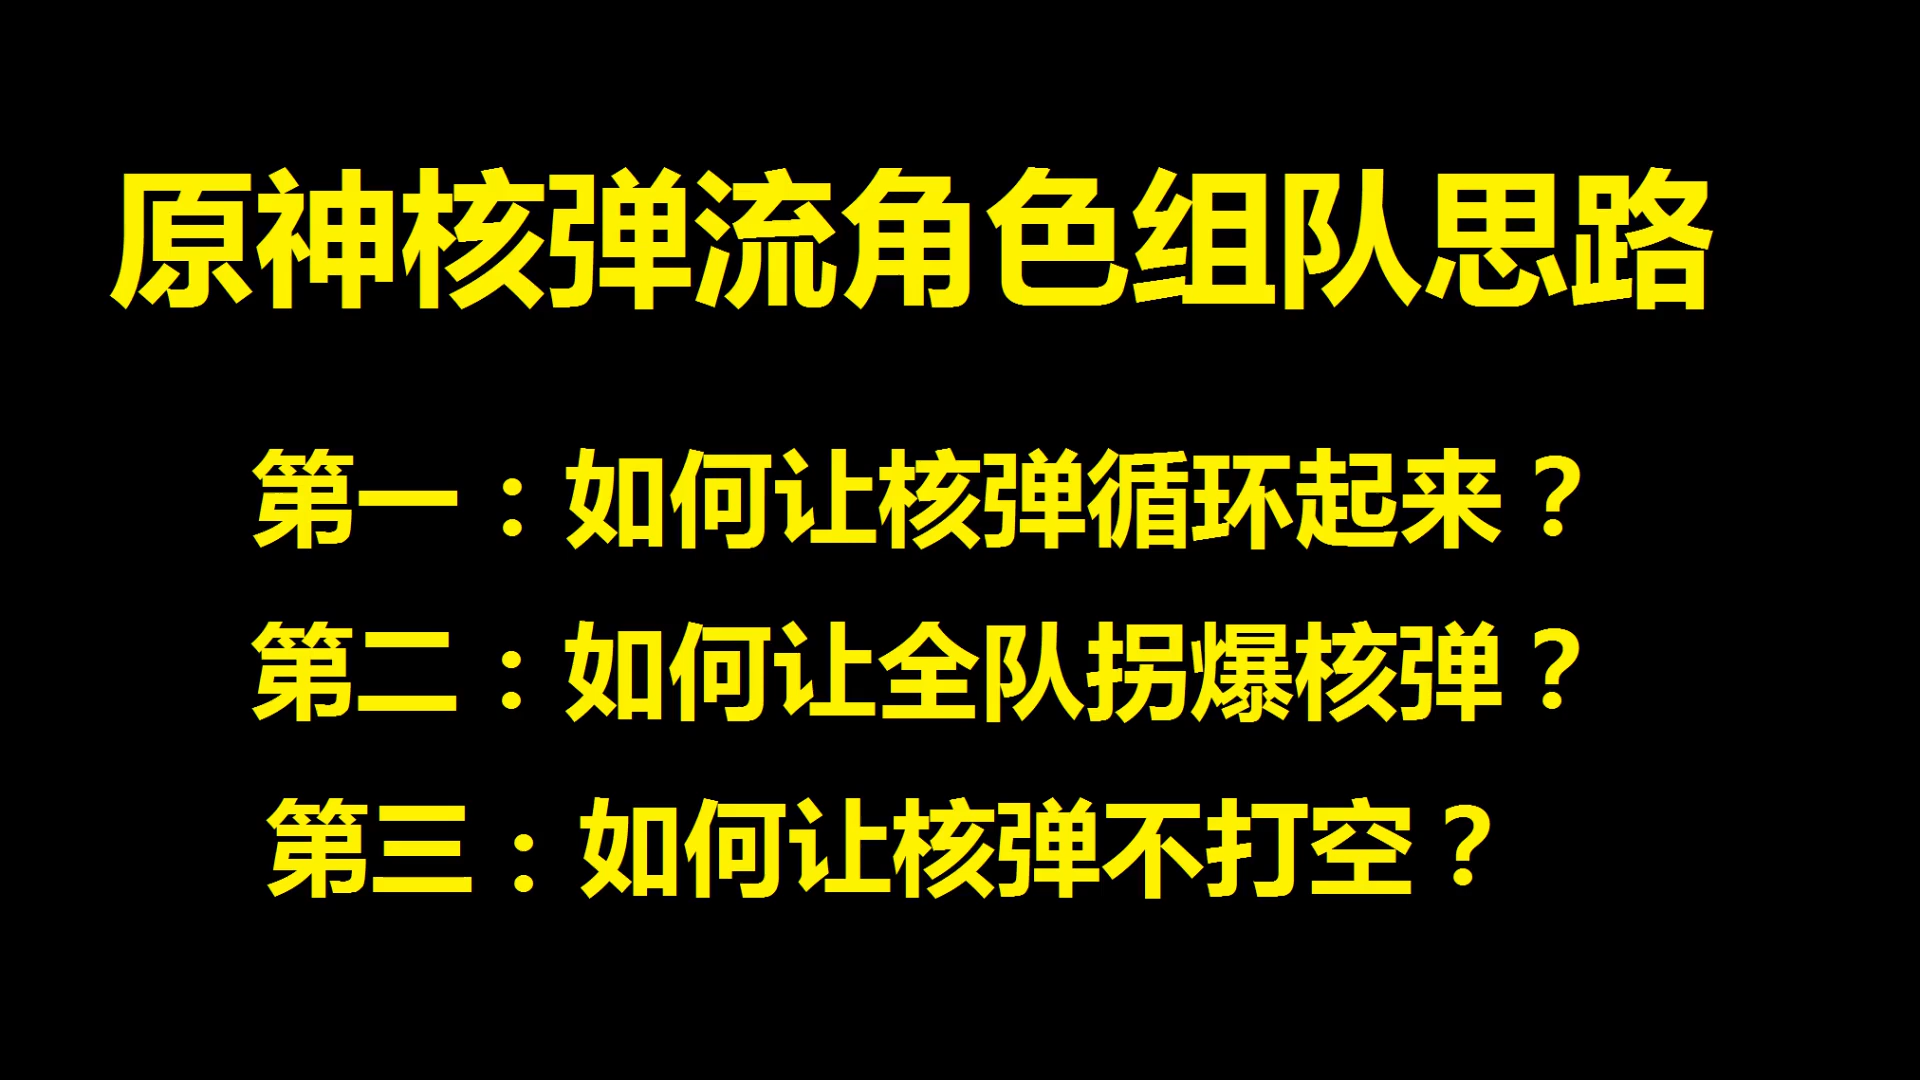 原神核弹流角色组队思路
第一：如何让核弹循环起来？
第二：如何让全队拐爆核弹？
第三：如何让核弹不打空？